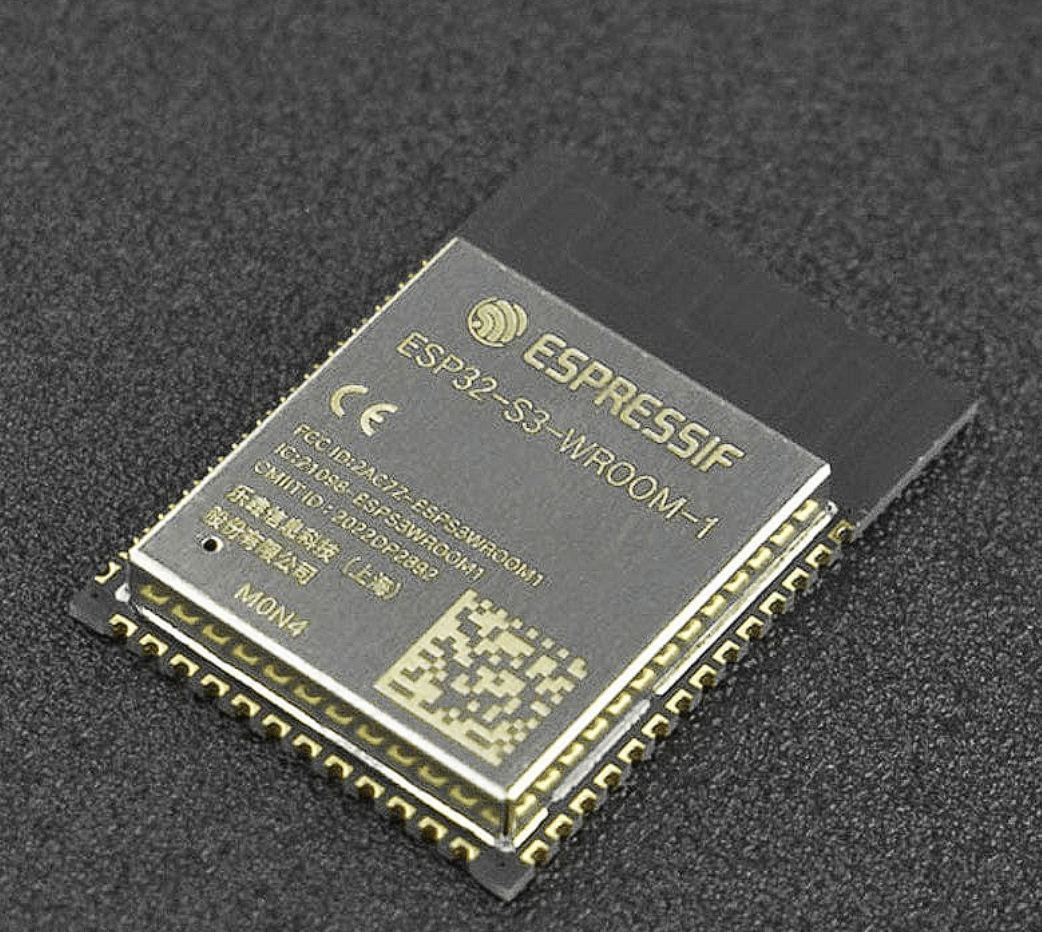 ESPRESSIF
ESP32-S3-WROOM-1
CE
FCC ID:2AC7Z-ESPS3WROOM1
IC:21098-ESPS3WROOM1
CMIIT ID:2022DP2892
乐鑫信息科技（上海）
股份有限公司
M0N4